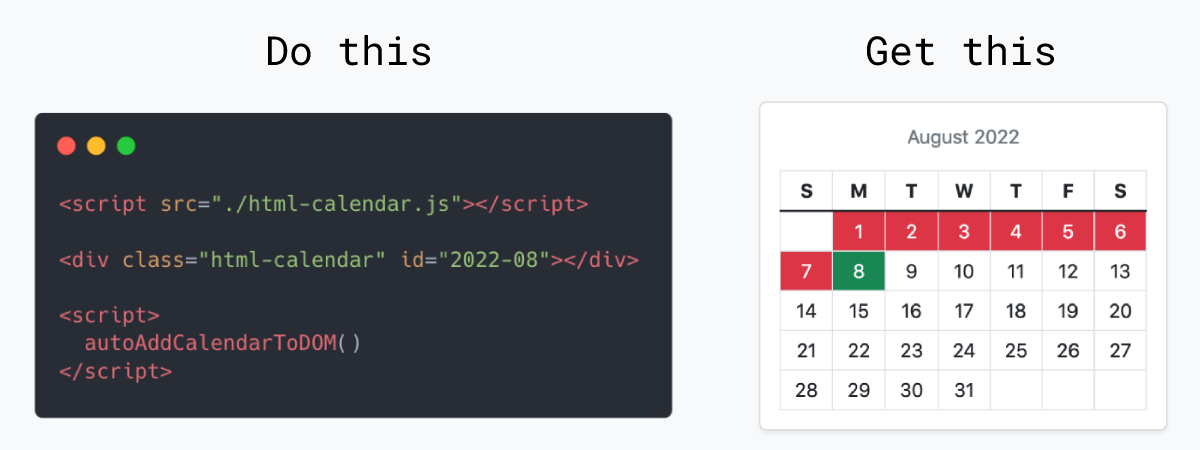 Do this
Get this
<script src="./html-calendar.js"></script>
<div class="html-calendar" id="2022-08"></div>
<script>
autoAddCalendarToDOM()
</script>
August 2022
S M T W T F S
1 2 3 4 5 6
7 8 9 10 11 12 13
14 15 16 17 18 19 20
21 22 23 24 25 26 27
28 29 30 31